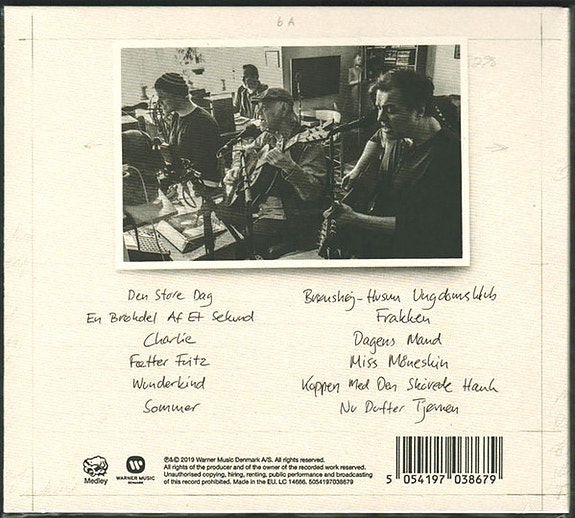 6A
278
Den Store Dag
En Brøkdel Af Et Sekund
Charlie
Fætter Fritz
Wunderkind
Sommer
Brønshøj-Husum Ungdomsklub
Frakken
Dagens Mand
Miss Måneskin
Koppen Med Den Skårede Hank
Nu Dufter Tjørnen
Medley
WARNER MUSIC
℗&© 2019 Warner Music Denmark A/S. All rights reserved.
All rights of the producer and of the owner of the recorded work reserved.
Unauthorised copying, hiring, renting, public performance and broadcasting
of this record prohibited. Made in the EU. LC 14666. 5054197038679
5 054197 038679